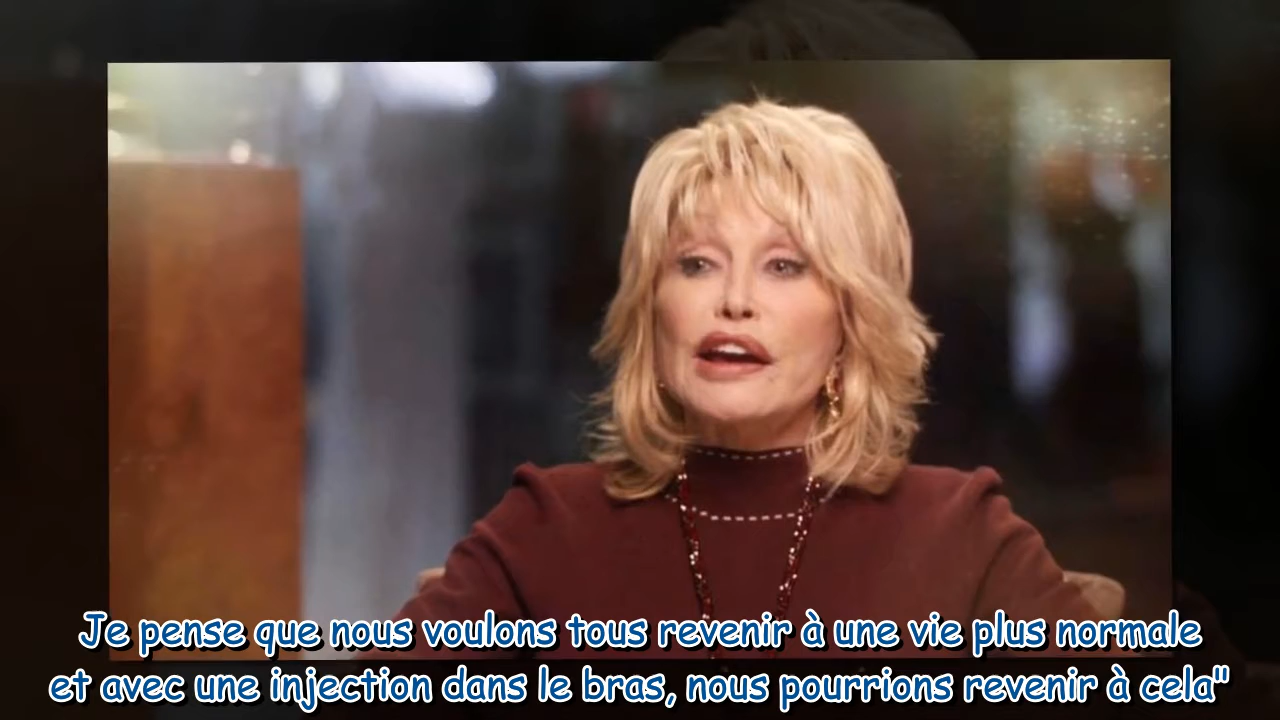 Je pense que nous voulons tous revenir à une vie plus normale
et avec une injection dans le bras, nous pourrions revenir à cela"